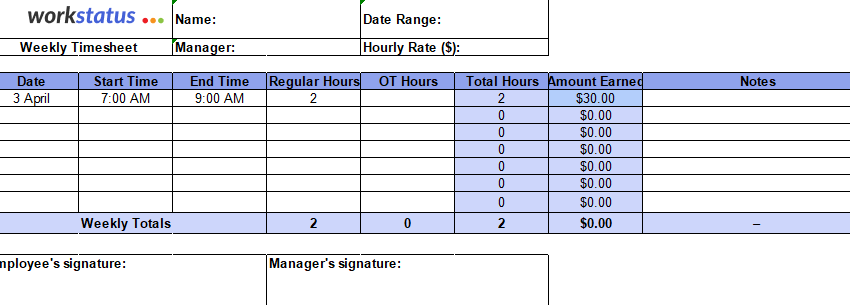 workstatus
Name: Date Range:
Weekly Timesheet Manager: Hourly Rate ($):
Date Start Time End Time Regular Hours OT Hours Total Hours Amount Earned Notes
3 April 7:00 AM 9:00 AM 2 2 $30.00
0 $0.00
0 $0.00
0 $0.00
0 $0.00
0 $0.00
0 $0.00
Weekly Totals 2 0 2 $0.00 –
mployee's signature: Manager's signature: